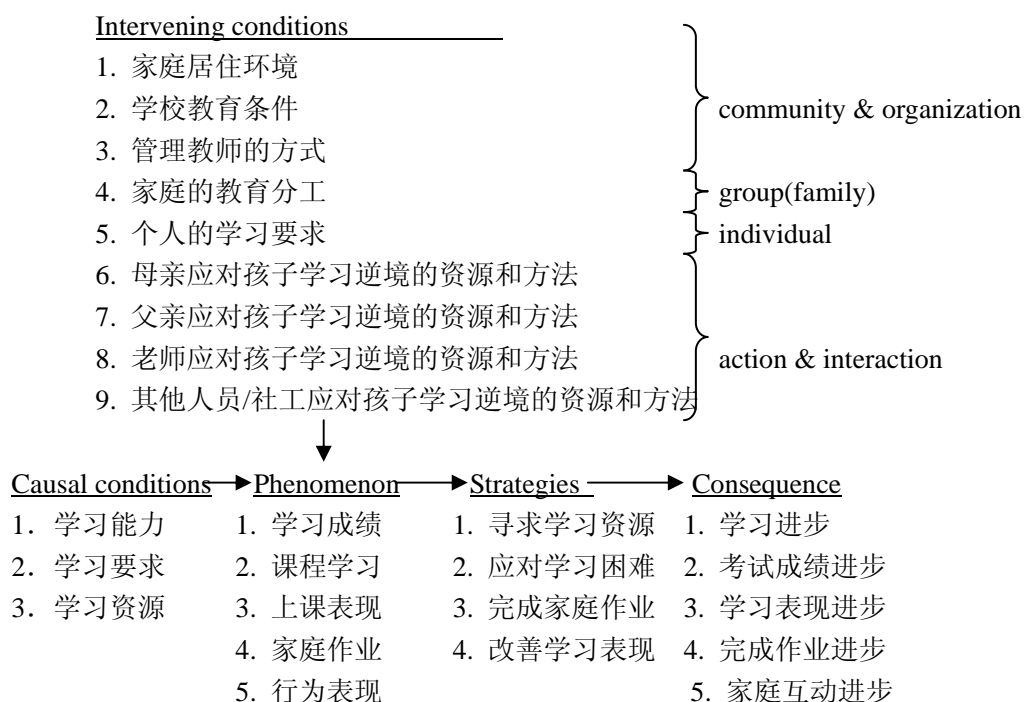 Intervening conditions
1. 家庭居住环境
2. 学校教育条件
community & organization
3. 管理教师的方式
4. 家庭的教育分工
group(family)
5. 个人的学习要求
individual
6. 母亲应对孩子学习逆境的资源和方法
7. 父亲应对孩子学习逆境的资源和方法
8. 老师应对孩子学习逆境的资源和方法
action & interaction
9. 其他人员/社工应对孩子学习逆境的资源和方法
Causal conditions Phenomenon Strategies Consequence
1. 学习能力 1. 学习成绩 1. 寻求学习资源 1. 学习进步
2. 学习要求 2. 课程学习 2. 应对学习困难 2. 考试成绩进步
3. 学习资源 3. 上课表现 3. 完成家庭作业 3. 学习表现进步
4. 家庭作业 4. 改善学习表现 4. 完成作业进步
5. 行为表现 5. 家庭互动进步